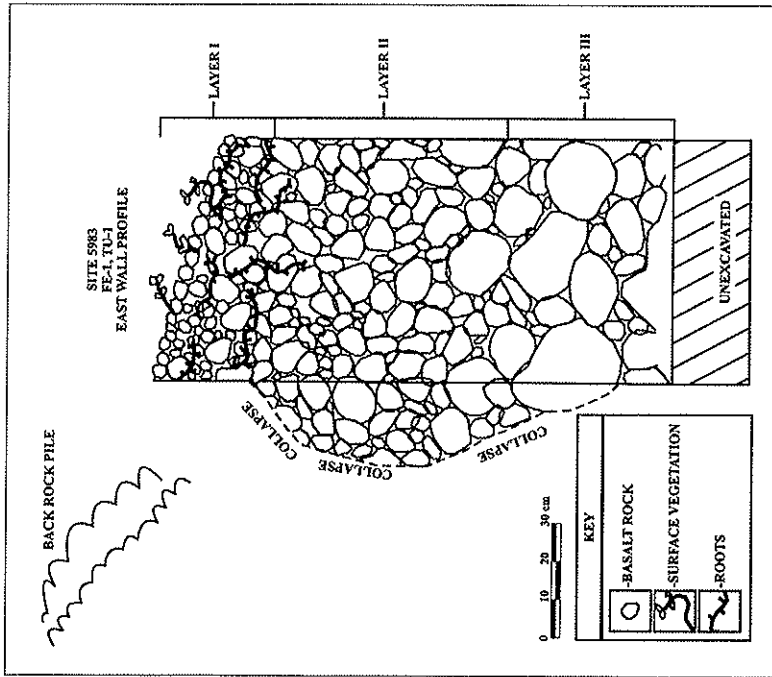 SITE 5983
FE-1, TU-1
EAST WALL PROFILE
BACK ROCK PILE
LAYER I
LAYER II
LAYER III
COLLAPSE
COLLAPSE
COLLAPSE
UNEXCAVATED
0 10 20 30 cm
KEY
-BASALT ROCK
-SURFACE VEGETATION
-ROOTS